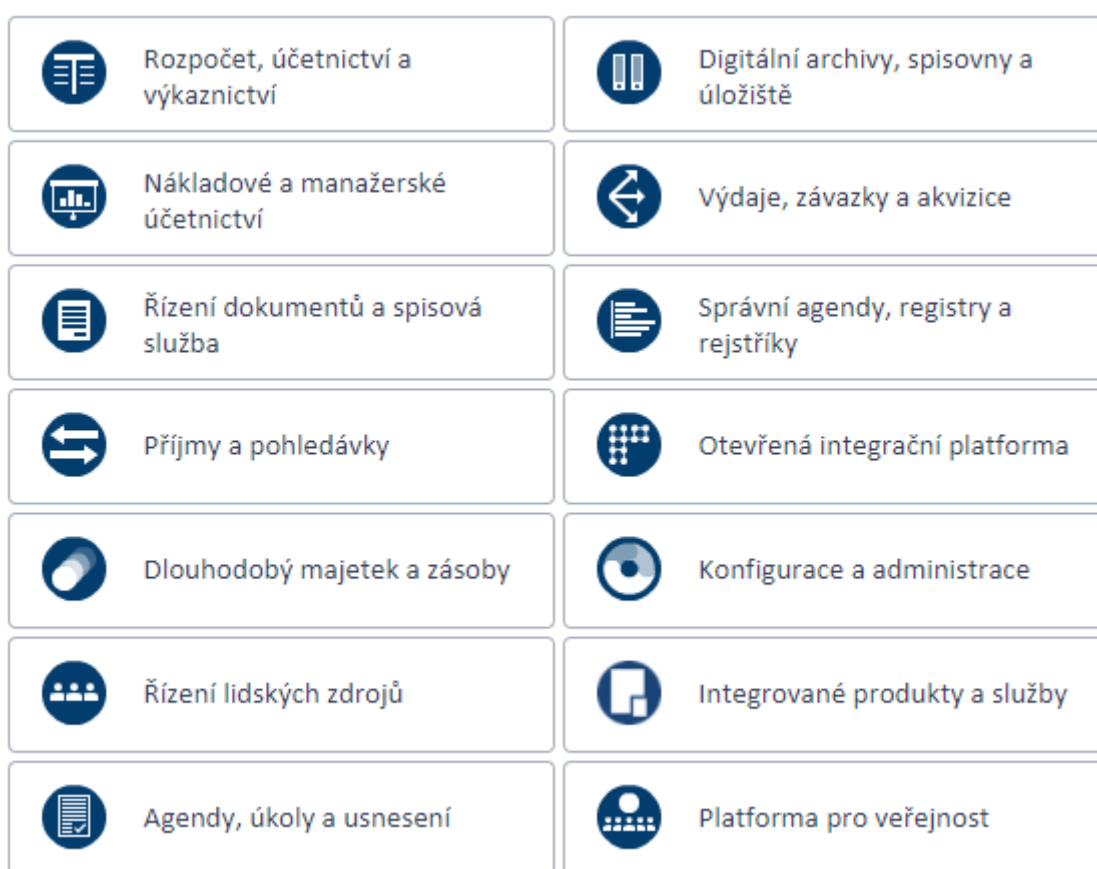 Rozpočet, účetnictví a
výkaznictví
Digitální archivy, spisovny a
úložiště
Nákladové a manažerské
účetnictví
Výdaje, závazky a akvizice
Řízení dokumentů a spisová
služba
Správní agendy, registry a
rejstříky
Příjmy a pohledávky
Otevřená integrační platforma
Dlouhodobý majetek a zásoby
Konfigurace a administrace
Řízení lidských zdrojů
Integrované produkty a služby
Agendy, úkoly a usnesení
Platforma pro veřejnost